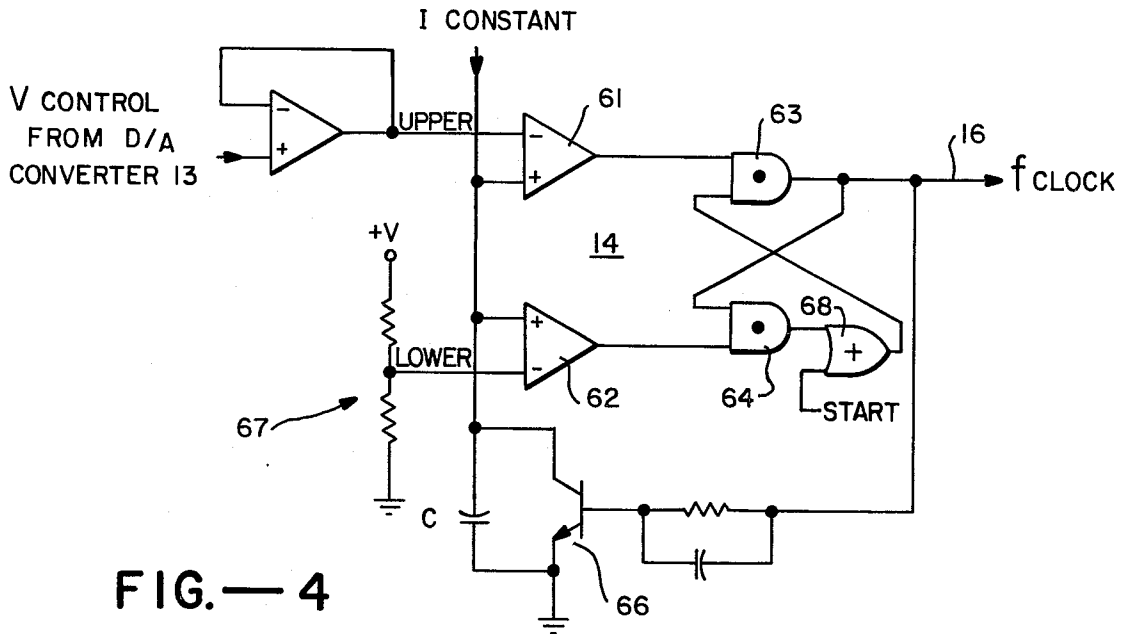 I CONSTANT
V CONTROL
FROM D/A
CONVERTER 13
-
+
UPPER
-
+
61
63
16
f CLOCK
+V
14
+
-
LOWER
62
64
68
+
START
67
C
66
FIG.—4